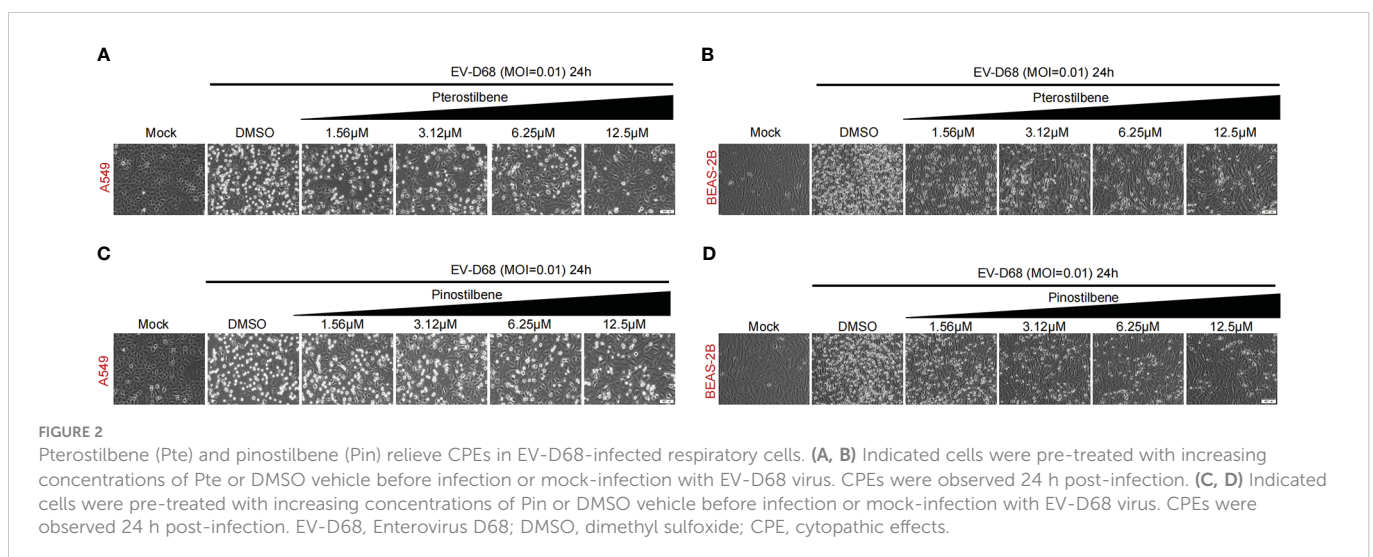 A
EV-D68 (MOI=0.01) 24h
Pterostilbene
Mock DMSO 1.56μM 3.12μM 6.25μM 12.5μM
A549
B
EV-D68 (MOI=0.01) 24h
Pterostilbene
Mock DMSO 1.56μM 3.12μM 6.25μM 12.5μM
BEAS-2B
C
EV-D68 (MOI=0.01) 24h
Pinostilbene
Mock DMSO 1.56μM 3.12μM 6.25μM 12.5μM
A549
D
EV-D68 (MOI=0.01) 24h
Pinostilbene
Mock DMSO 1.56μM 3.12μM 6.25μM 12.5μM
BEAS-2B
FIGURE 2
Pterostilbene (Pte) and pinostilbene (Pin) relieve CPEs in EV-D68-infected respiratory cells. (A, B) Indicated cells were pre-treated with increasing
concentrations of Pte or DMSO vehicle before infection or mock-infection with EV-D68 virus. CPEs were observed 24 h post-infection. (C, D) Indicated
cells were pre-treated with increasing concentrations of Pin or DMSO vehicle before infection or mock-infection with EV-D68 virus. CPEs were
observed 24 h post-infection. EV-D68, Enterovirus D68; DMSO, dimethyl sulfoxide; CPE, cytopathic effects.